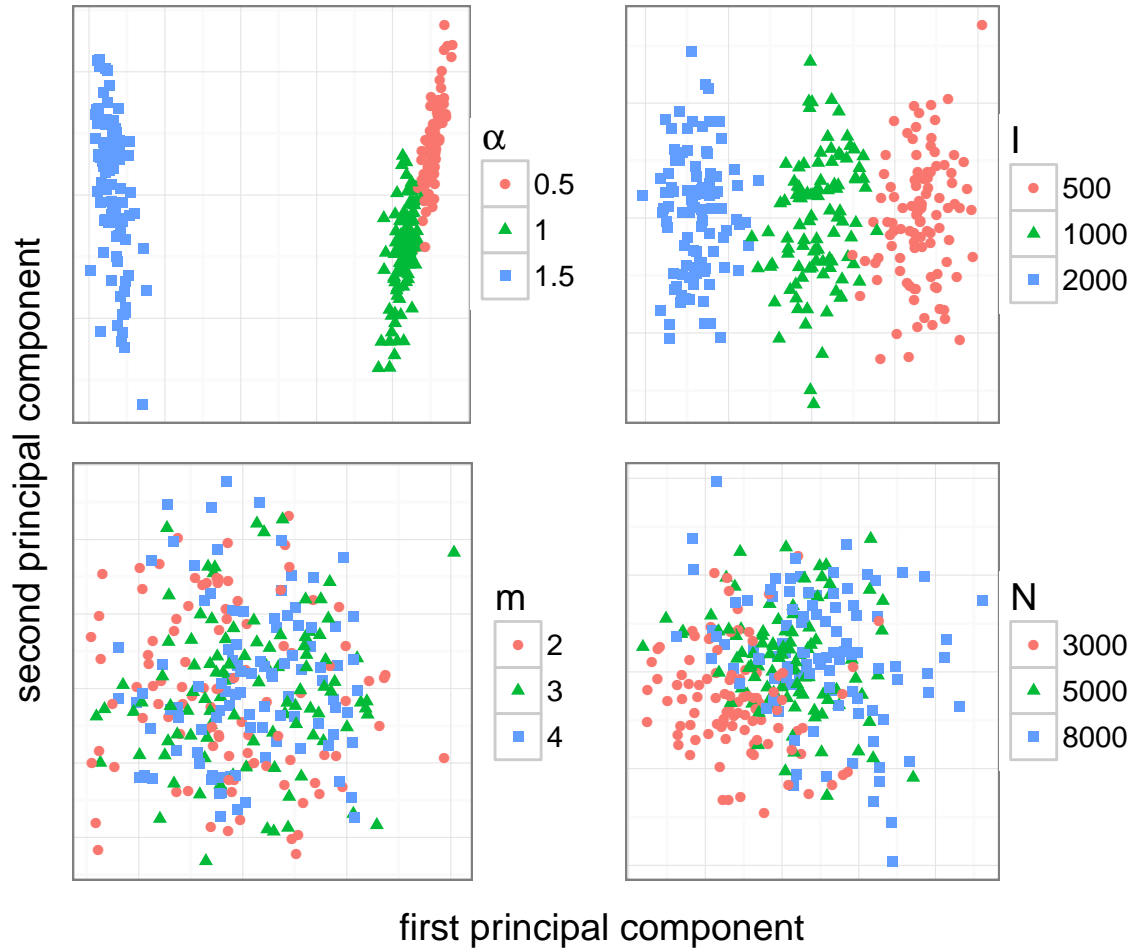 α
0.5
1
1.5
I
500
1000
2000
second principal component
m
2
3
4
N
3000
5000
8000
first principal component